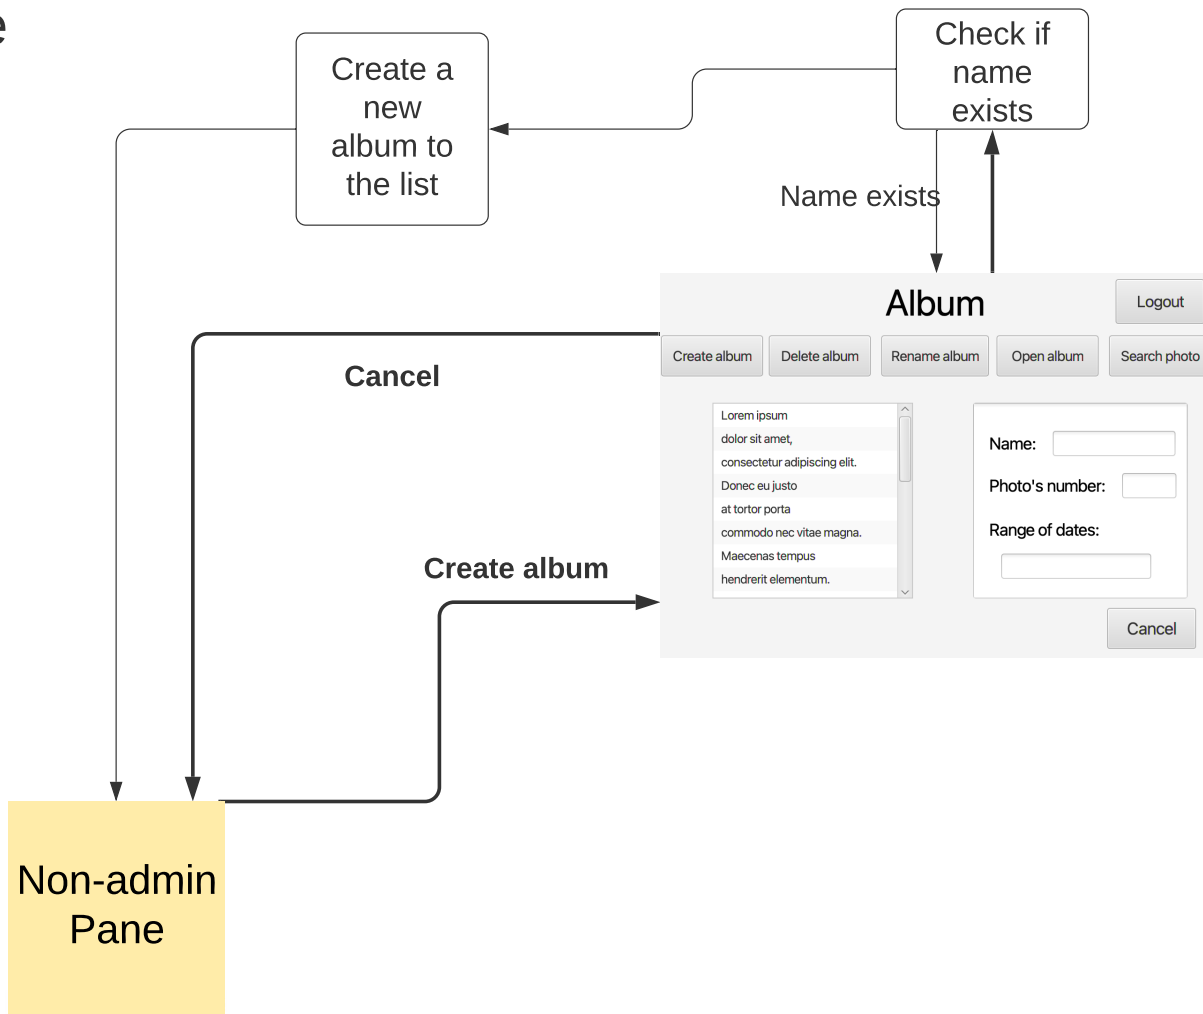 e
Create a
new
album to
the list
Check if
name
exists
Name exists
Album
Logout
Create album
Delete album
Rename album
Open album
Search photo
Cancel
Lorem ipsum
dolor sit amet,
consectetur adipiscing elit.
Donec eu justo
at tortor porta
commodo nec vitae magna.
Maecenas tempus
hendrerit elementum.
Name:
Photo's number:
Range of dates:
Cancel
Create album
Non-admin
Pane